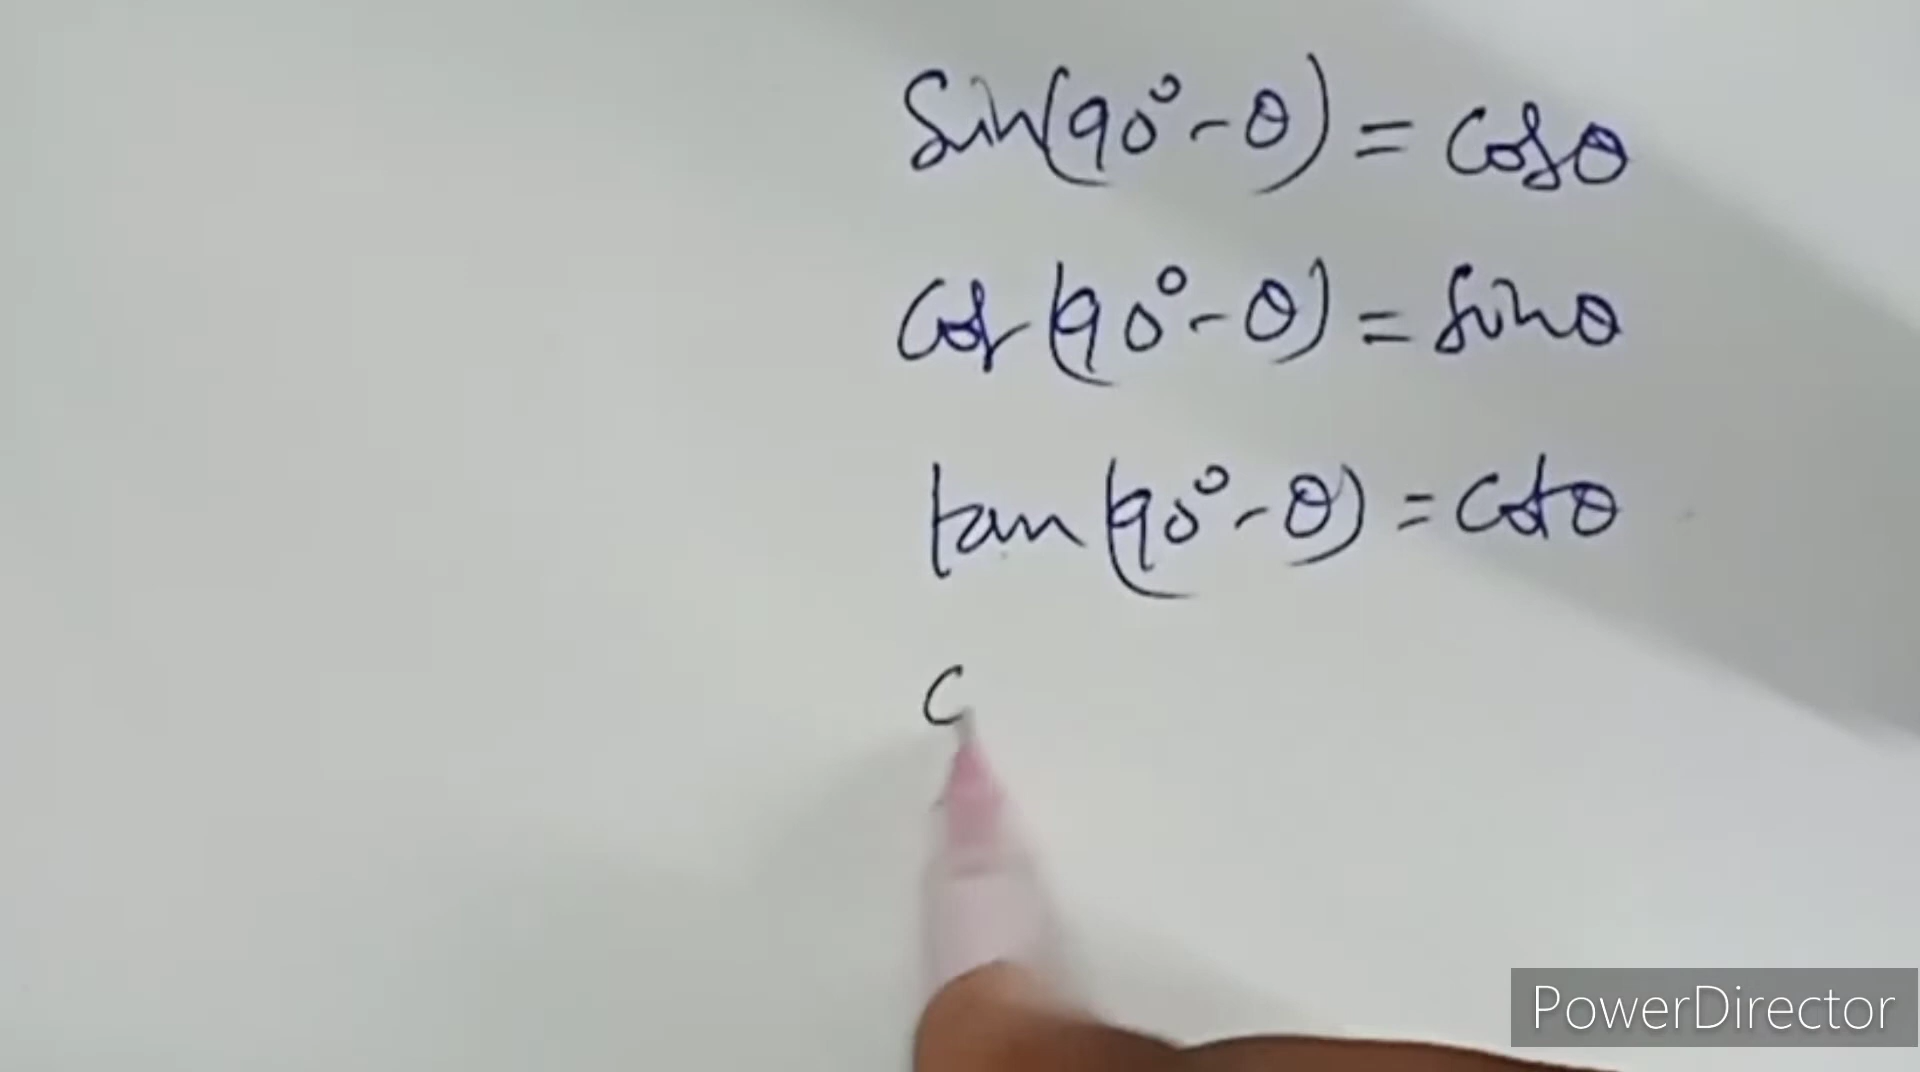 Sin(90°-θ) = Cosθ
Cos(90°-θ) = Sinθ
tan(90°-θ) = Cotθ
C
PowerDirector